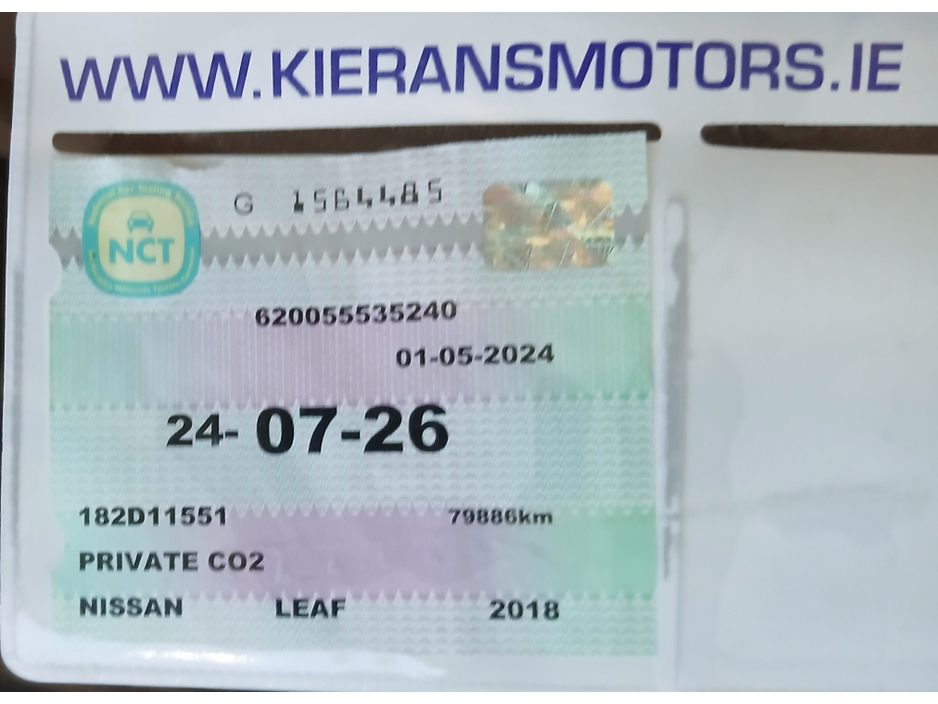 WWW.KIERANSMOTORS.IE
G 1564485
NCT
620055535240
01-05-2024
24- 07-26
182D11551 79886km
PRIVATE CO2
NISSAN LEAF 2018